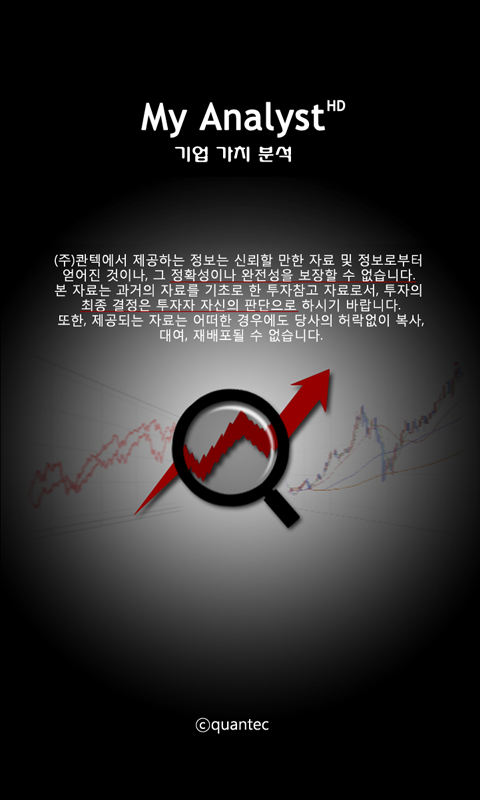 My Analyst HD
기업 가치 분석
(주)콴텍에서 제공하는 정보는 신뢰할 만한 자료 및 정보로부터
얻어진 것이나, 그 정확성이나 완전성을 보장할 수 없습니다.
본 자료는 과거의 자료를 기초로 한 투자참고 자료로서, 투자의
최종 결정은 투자자 자신의 판단으로 하시기 바랍니다.
또한, 제공되는 자료는 어떠한 경우에도 당사의 허락없이 복사,
대여, 재배포될 수 없습니다.
ⓒquantec